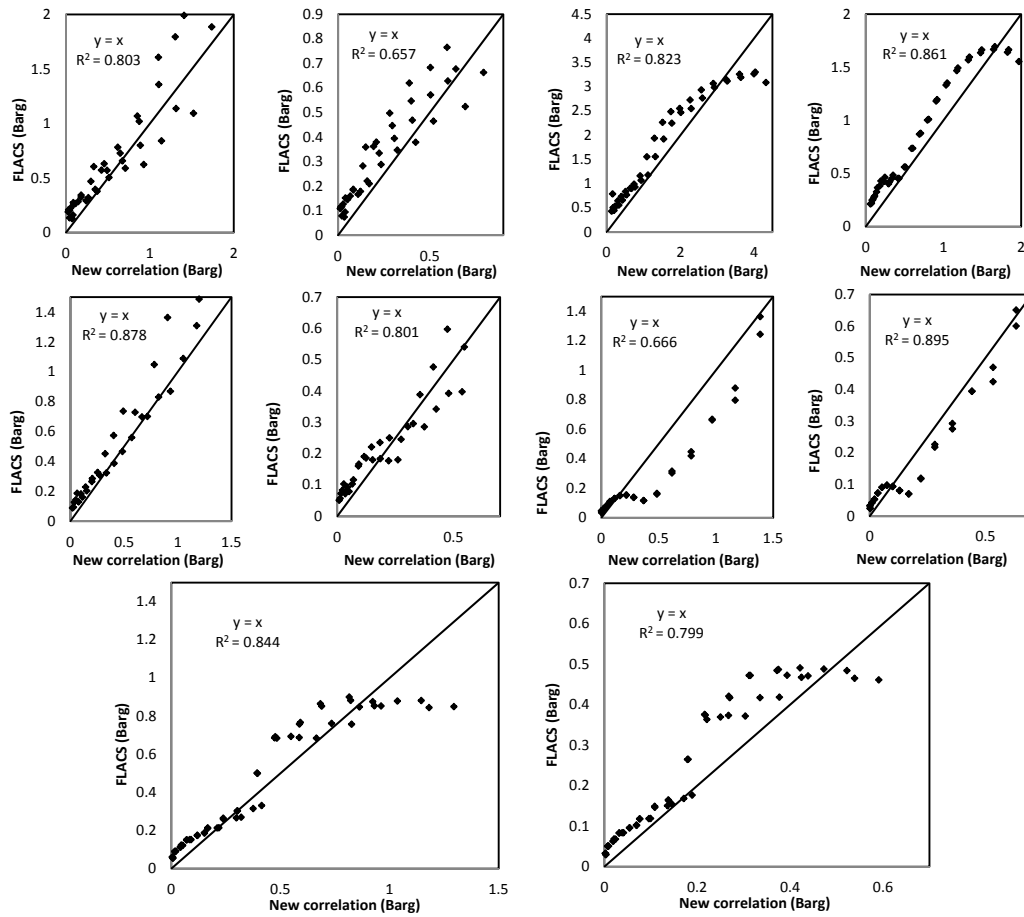 2
1.5
1
0.5
0
FLACS (Barg)
y = x
R² = 0.803
0 1 2
New correlation (Barg)
0.9
0.8
0.7
0.6
0.5
0.4
0.3
0.2
0.1
0
FLACS (Barg)
y = x
R² = 0.657
0 0.5
New correlation (Barg)
4.5
4
3.5
3
2.5
2
1.5
1
0.5
0
FLACS (Barg)
y = x
R² = 0.823
0 2 4
New correlation (Barg)
2
1.5
1
0.5
0
FLACS (Barg)
y = x
R² = 0.861
0 1 2
New correlation (Barg)
1.4
1.2
1
0.8
0.6
0.4
0.2
0
FLACS (Barg)
y = x
R² = 0.878
0 0.5 1 1.5
New correlation (Barg)
0.7
0.6
0.5
0.4
0.3
0.2
0.1
0
FLACS (Barg)
y = x
R² = 0.801
0 0.5
New correlation (Barg)
1.4
1.2
1
0.8
0.6
0.4
0.2
0
FLACS (Barg)
y = x
R² = 0.666
0 0.5 1 1.5
New correlation (Barg)
0.7
0.6
0.5
0.4
0.3
0.2
0.1
0
FLACS (Barg)
y = x
R² = 0.895
0 0.5
New correlation (Barg)
1.4
1.2
1
0.8
0.6
0.4
0.2
0
FLACS (Barg)
y = x
R² = 0.844
0 0.5 1 1.5
New correlation (Barg)
0.7
0.6
0.5
0.4
0.3
0.2
0.1
0
FLACS (Barg)
y = x
R² = 0.799
0 0.2 0.4 0.6
New correlation (Barg)